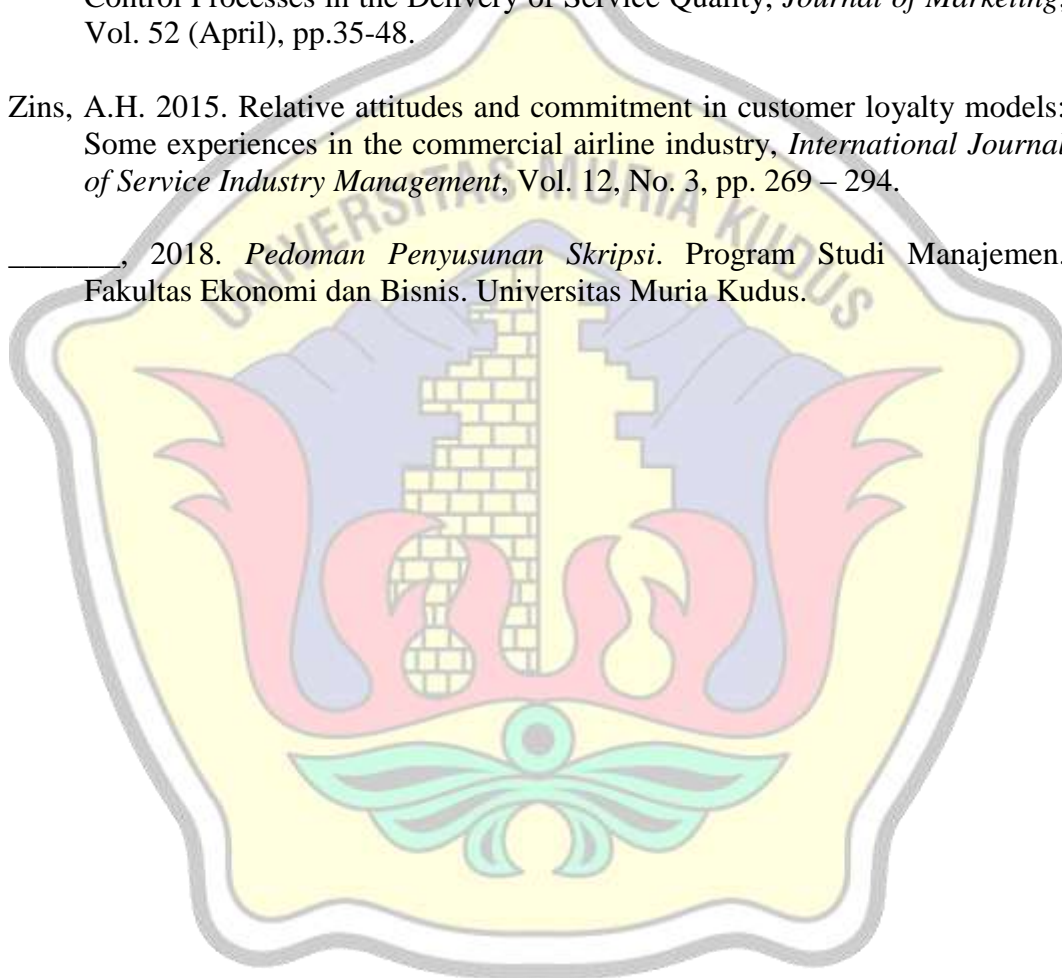 Control Processes in the Delivery of Service Quality, Journal of Marketing,
Vol. 52 (April), pp.35-48.
Zins, A.H. 2015. Relative attitudes and commitment in customer loyalty models:
Some experiences in the commercial airline industry, International Journal
of Service Industry Management, Vol. 12, No. 3, pp. 269 – 294.
_______, 2018. Pedoman Penyusunan Skripsi. Program Studi Manajemen.
Fakultas Ekonomi dan Bisnis. Universitas Muria Kudus.
UNIVERSITAS MURIA KUDUS